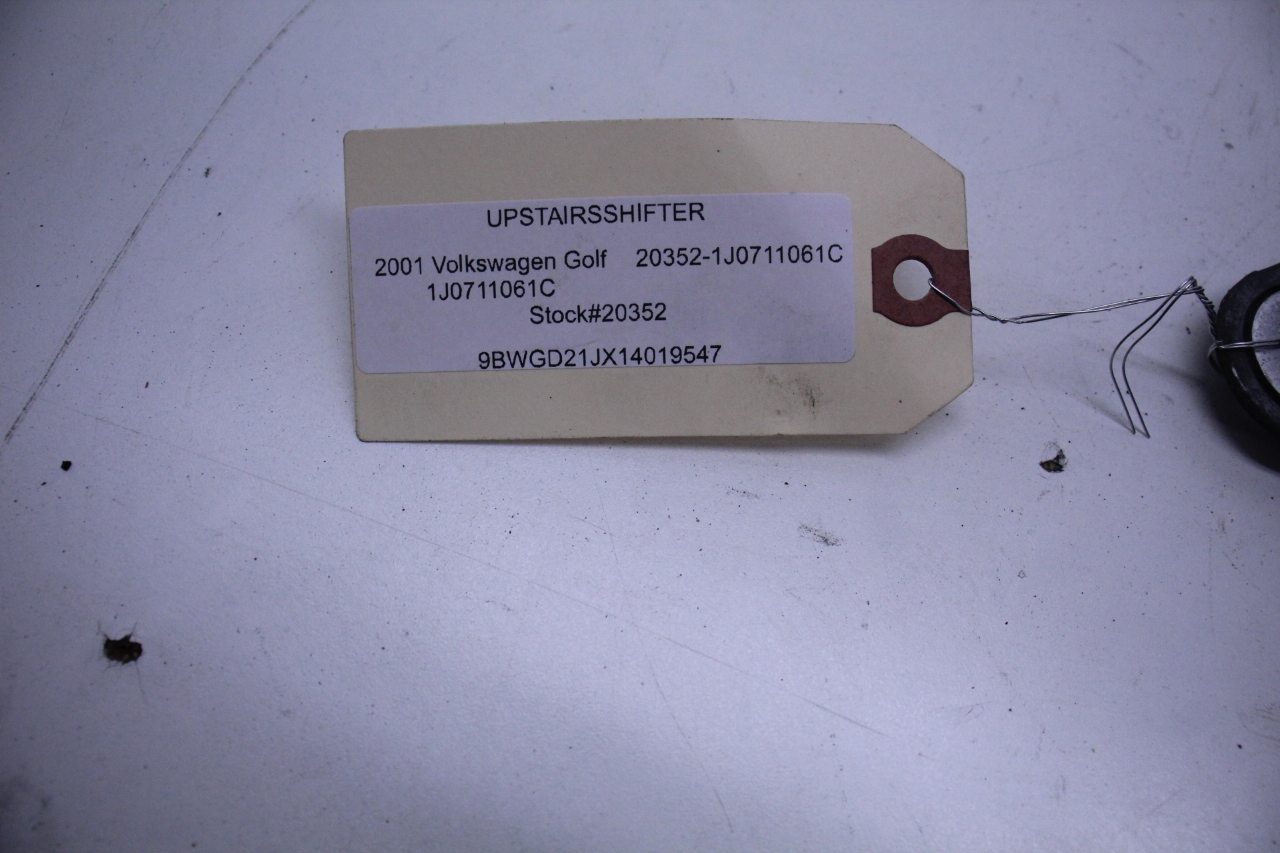 UPSTAIRSSHIFTER
2001 Volkswagen Golf 20352-1J0711061C
1J0711061C
Stock#20352
9BWGD21JX14019547